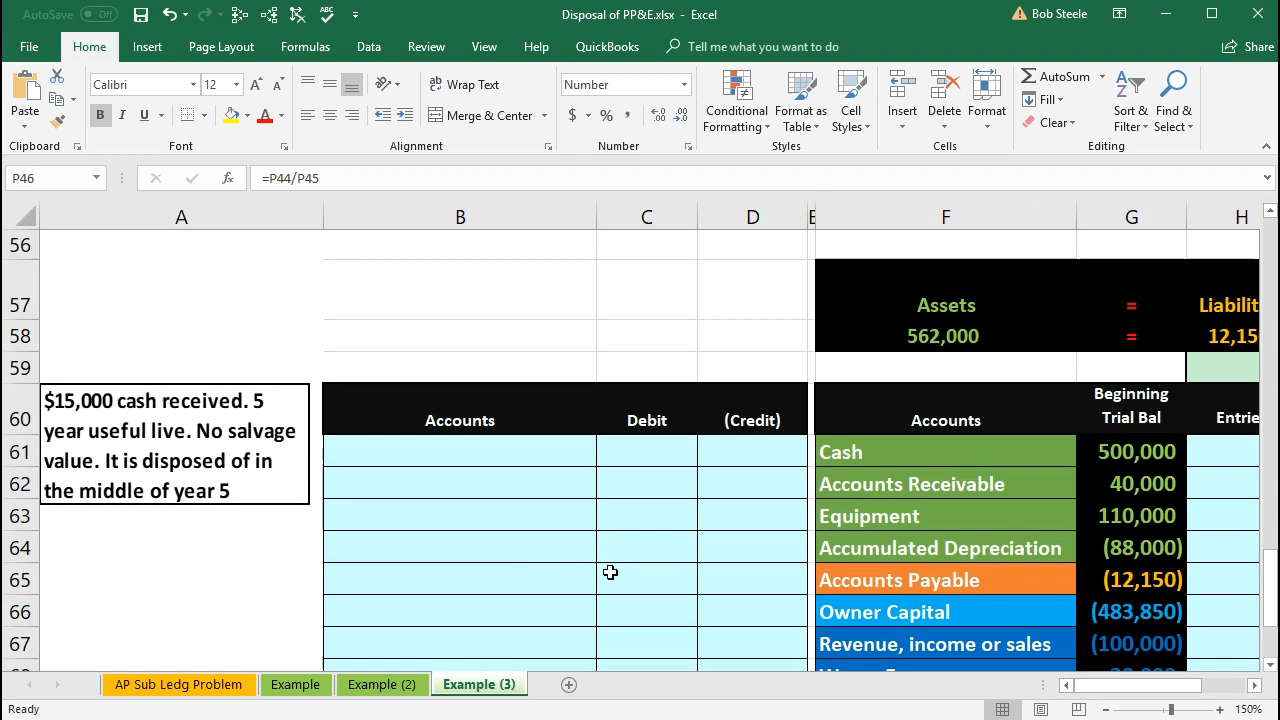 AutoSave Off Disposal of PP&E.xlsx - Excel Bob Steele
File Home Insert Page Layout Formulas Data Review View Help QuickBooks Tell me what you want to do Share
Calibri 12 Wrap Text Number AutoSum
Paste B I U Merge & Center $ % Conditional Formatting Format as Table Cell Styles Insert Delete Format Fill Clear Sort & Filter Find & Select
Clipboard Font Alignment Number Styles Cells Editing
P46 fx =P44/P45
A B C D E F G H
56
57 Assets = Liabilit
58 562,000 = 12,15
59
60 Accounts Debit (Credit) Accounts Beginning Trial Bal Entrie
$15,000 cash received. 5
year useful live. No salvage
value. It is disposed of in
the middle of year 5
61 Cash 500,000
62 Accounts Receivable 40,000
63 Equipment 110,000
64 Accumulated Depreciation (88,000)
65 Accounts Payable (12,150)
66 Owner Capital (483,850)
67 Revenue, income or sales (100,000)
AP Sub Ledg Problem Example Example (2) Example (3)
Ready 150%